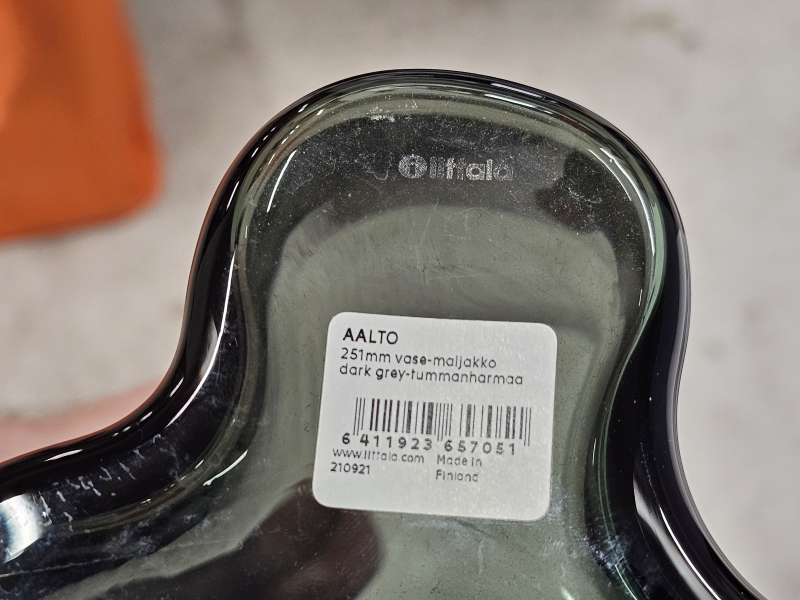 iittala
AALTO
251mm vase-maljakko
dark grey-tummanharmaa
6 411923 657051
www.iittala.com Made in
210921 Finland